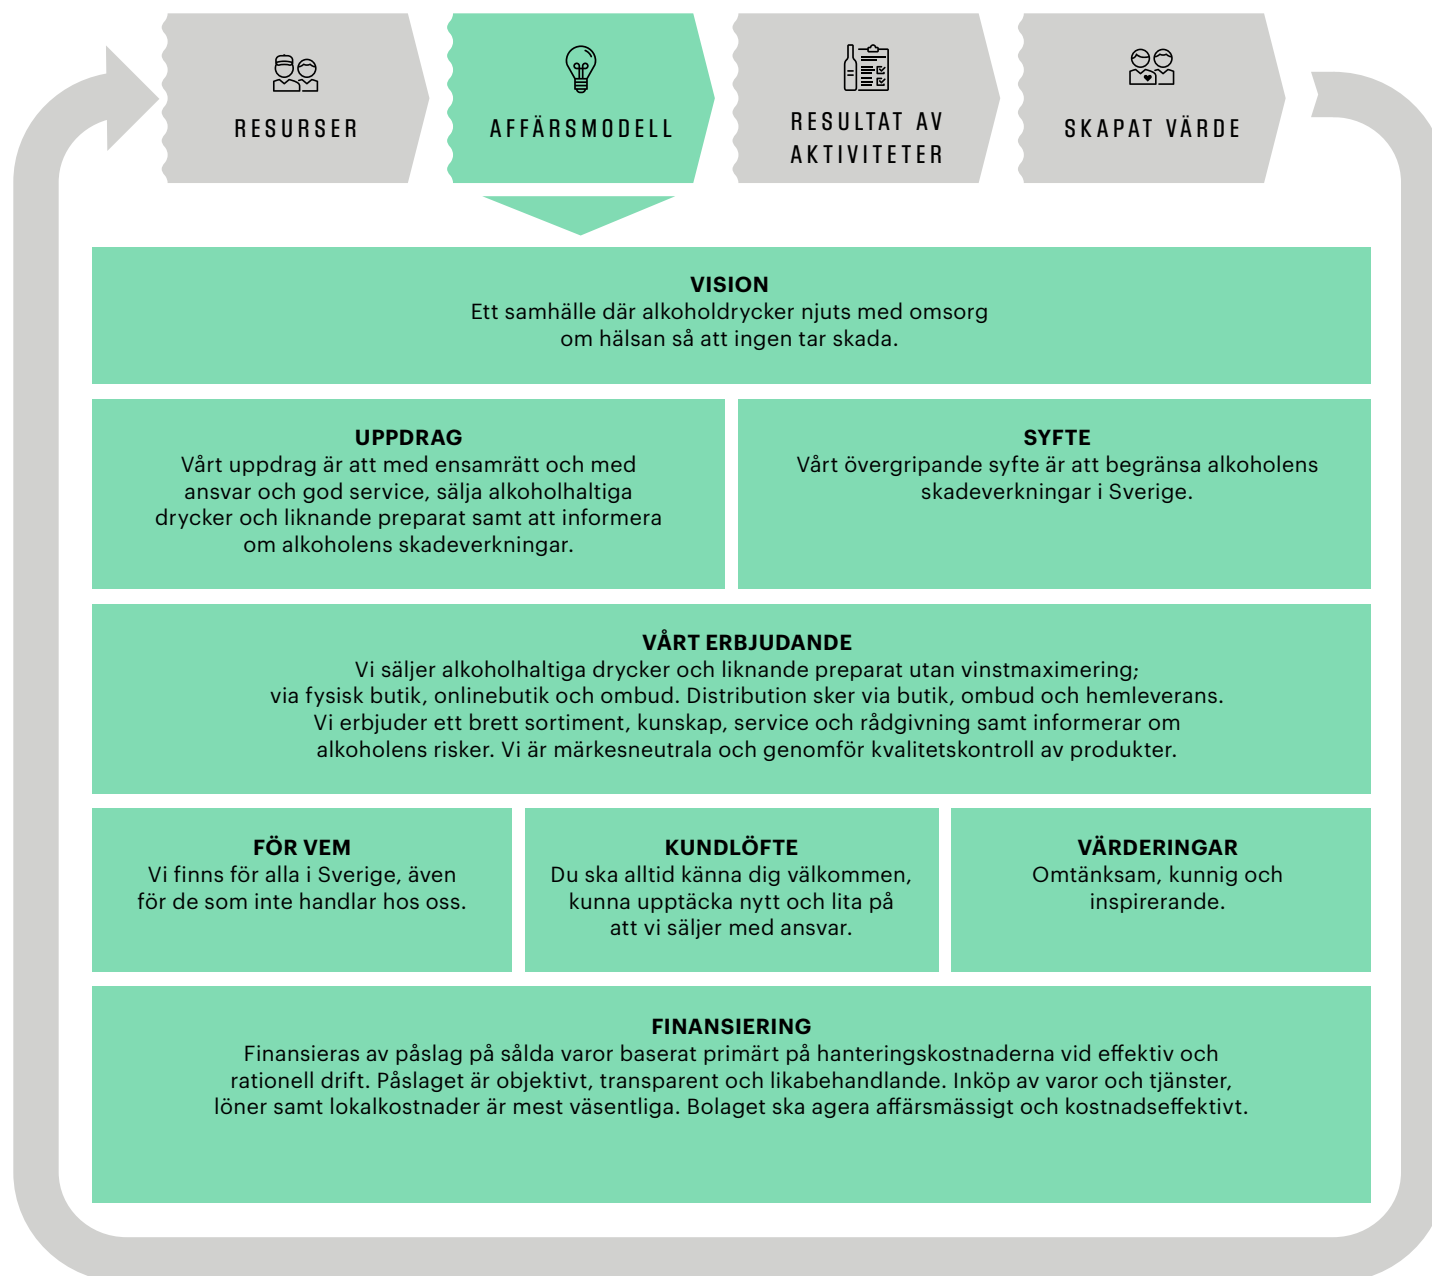 RESURSER
AFFÄRSMODELL
RESULTAT AV
AKTIVITETER
SKAPAT VÄRDE
VISION
Ett samhälle där alkoholdrycker njuts med omsorg
om hälsan så att ingen tar skada.
UPPDRAG
Vårt uppdrag är att med ensamrätt och med
ansvar och god service, sälja alkoholhaltiga
drycker och liknande preparat samt att informera
om alkoholens skadeverkningar.
SYFTE
Vårt övergripande syfte är att begränsa alkoholens
skadeverkningar i Sverige.
VÅRT ERBJUDANDE
Vi säljer alkoholhaltiga drycker och liknande preparat utan vinstmaximering;
via fysisk butik, onlinebutik och ombud. Distribution sker via butik, ombud och hemleverans.
Vi erbjuder ett brett sortiment, kunskap, service och rådgivning samt informerar om
alkoholens risker. Vi är märkesneutrala och genomför kvalitetskontroll av produkter.
FÖR VEM
Vi finns för alla i Sverige, även
för de som inte handlar hos oss.
KUNDLÖFTE
Du ska alltid känna dig välkommen,
kunna upptäcka nytt och lita på
att vi säljer med ansvar.
VÄRDERINGAR
Omtänksam, kunnig och
inspirerande.
FINANSIERING
Finansieras av påslag på sålda varor baserat primärt på hanteringskostnaderna vid effektiv och
rationell drift. Påslaget är objektivt, transparent och likabehandlande. Inköp av varor och tjänster,
löner samt lokalkostnader är mest väsentliga. Bolaget ska agera affärsmässigt och kostnadseffektivt.